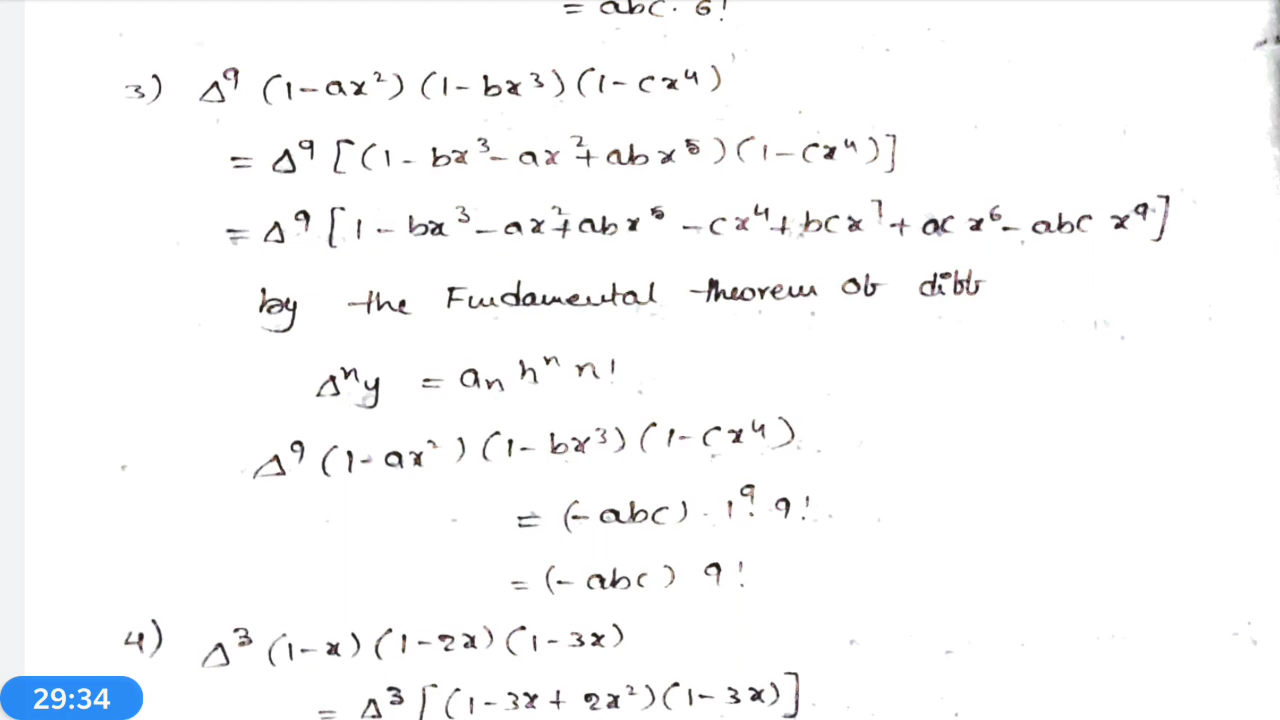 = abc. 6!
3) Δ⁹ (1-ax²) (1-bx³) (1-cx⁴)
= Δ⁹ [(1-bx³-ax²+abx⁵) (1-cx⁴)]
= Δ⁹ [1-bx³-ax²+abx⁵-cx⁴+bcx⁷+acx⁶-abc x⁹]
by the Fundamental theorem of diff
Δⁿy = aₙ hⁿ n!
Δ⁹ (1-ax²) (1-bx³) (1-cx⁴)
= (-abc) . 1⁹. 9!
= (-abc) 9!
4) Δ³ (1-x) (1-2x) (1-3x)
= Δ³ [(1-3x+2x²) (1-3x)]
29:34